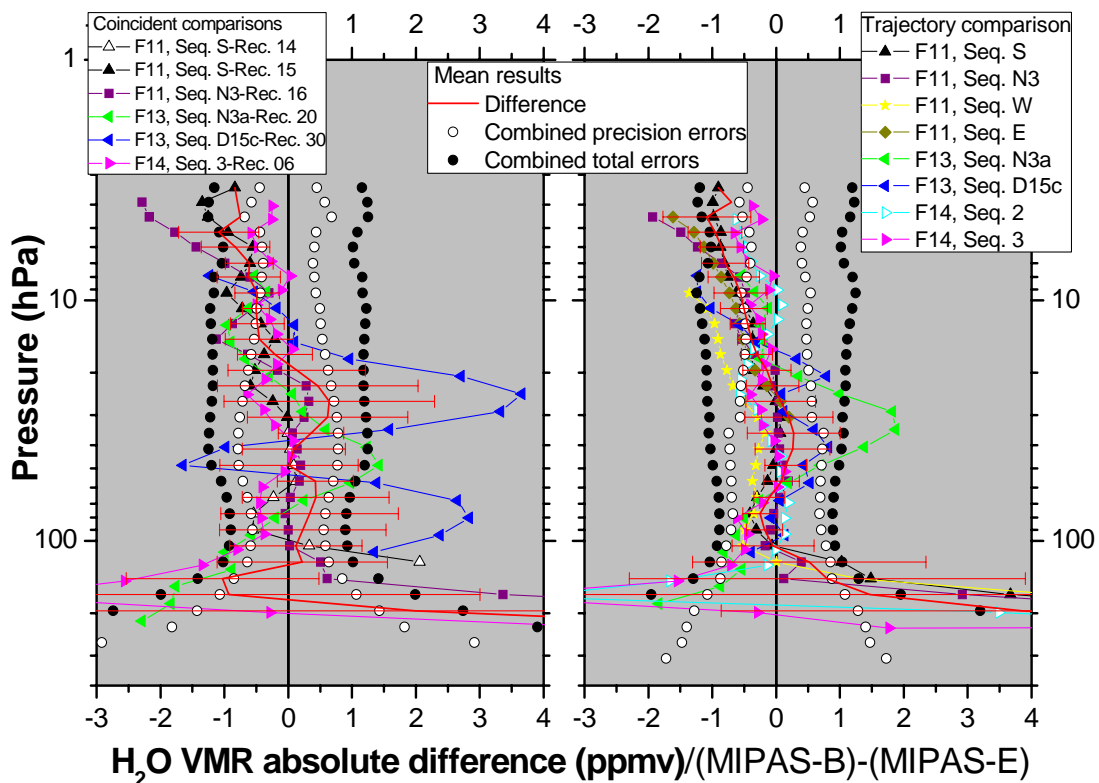 -3 -2 -1 0 1 2 3 4
-3 -2 -1 0 1 2 3 4
Coincident comparisons
F11, Seq. S-Rec. 14
F11, Seq. S-Rec. 15
F11, Seq. N3-Rec. 16
F13, Seq. N3a-Rec. 20
F13, Seq. D15c-Rec. 30
F14, Seq. 3-Rec. 06
Mean results
Difference
Combined precision errors
Combined total errors
Trajectory comparison
F11, Seq. S
F11, Seq. N3
F11, Seq. W
F11, Seq. E
F13, Seq. N3a
F13, Seq. D15c
F14, Seq. 2
F14, Seq. 3
Pressure (hPa)
1
10
100
1
10
100
-3 -2 -1 0 1 2 3 4
-3 -2 -1 0 1 2 3 4
H₂O VMR absolute difference (ppmv)/(MIPAS-B)-(MIPAS-E)